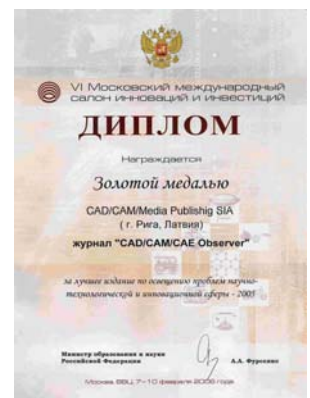 VI Московский международный
салон инноваций и инвестиций
ДИПЛОМ
Награждается
Золотой медалью
CAD/CAM/Media Publishig SIA
( г. Рига, Латвия)
журнал "CAD/CAM/CAE Observer"
за лучшее издание по освещению проблем научно-
технологической и инновационной сферы - 2005
Министр образования и науки
Российской Федерации
А.А. Фурсенко
Москва, ВВЦ, 7-10 февраля 2006 года